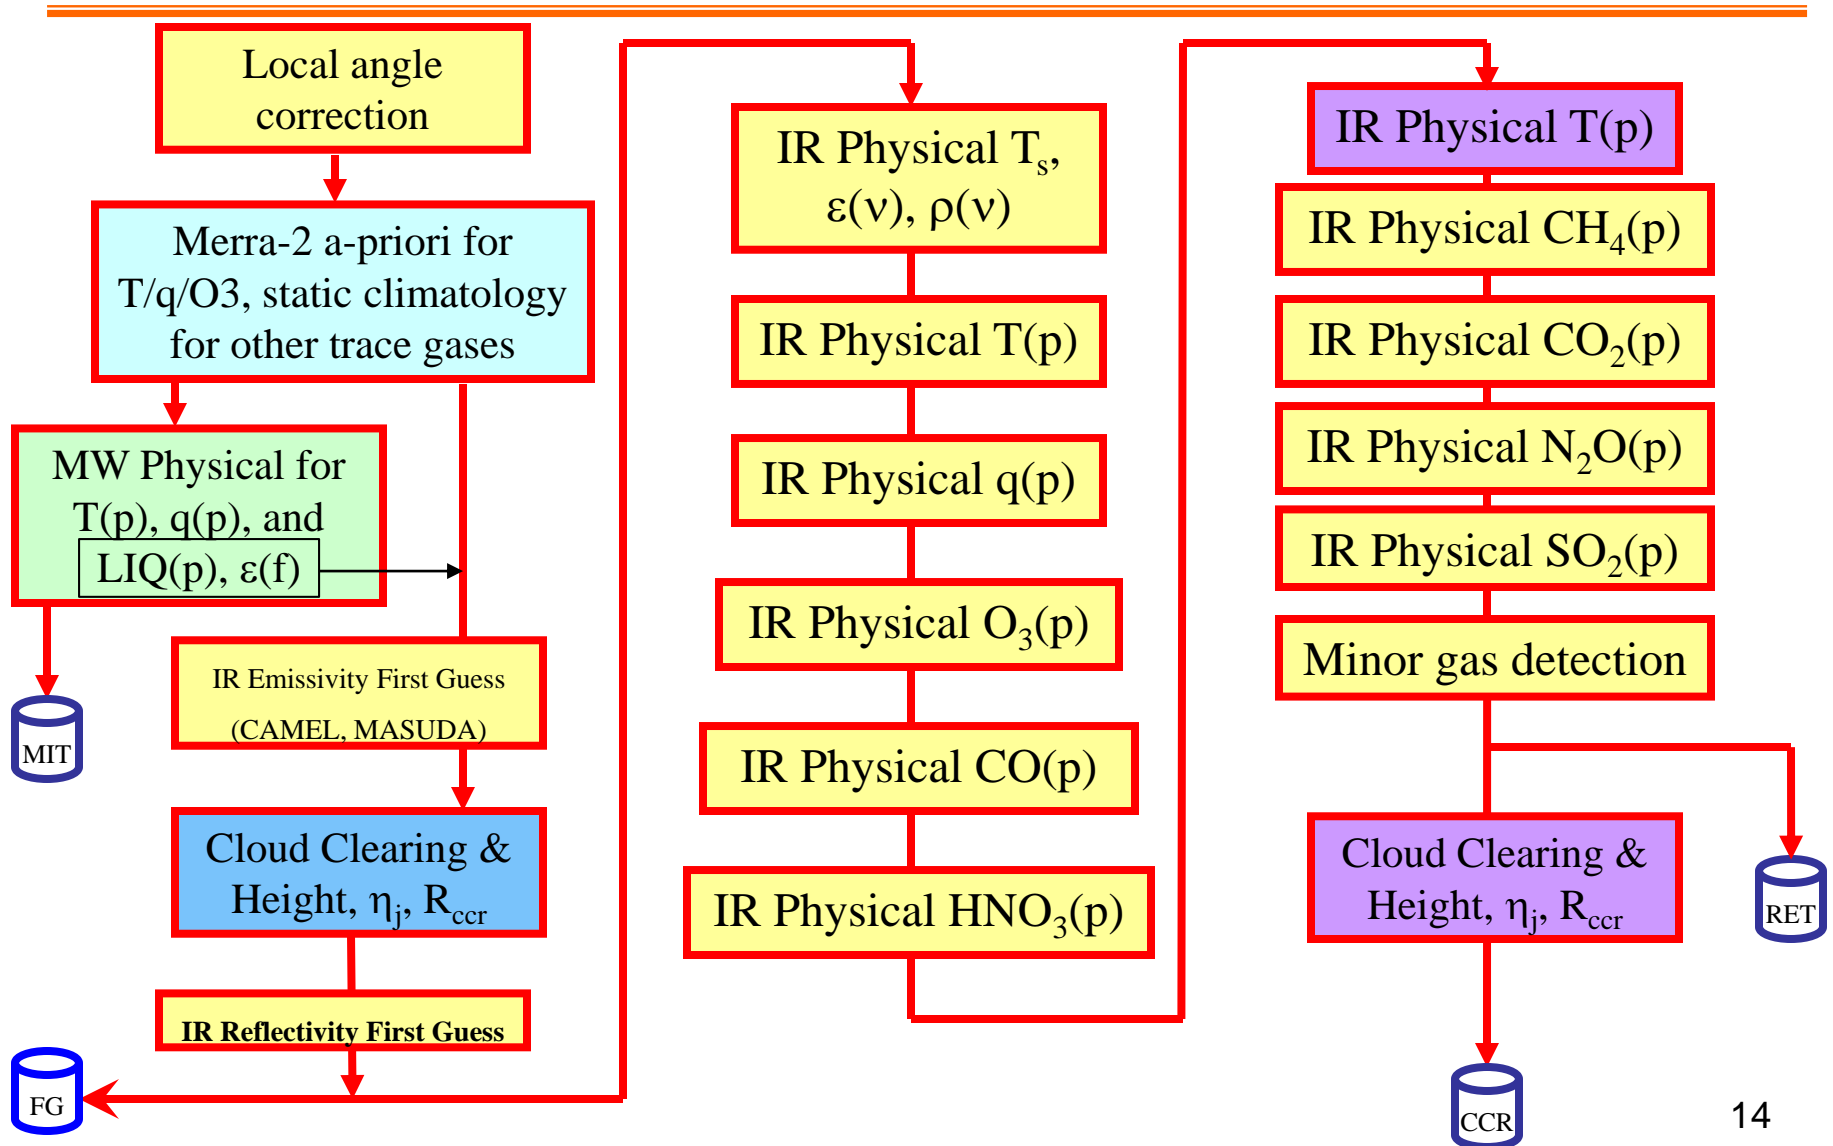 Local angle
correction
Merra-2 a-priori for
T/q/O3, static climatology
for other trace gases
MW Physical for
T(p), q(p), and
LIQ(p), ε(f)
MIT
IR Emissivity First Guess
(CAMEL, MASUDA)
Cloud Clearing &
Height, ηj, Rccr
IR Reflectivity First Guess
FG
IR Physical Ts,
ε(ν), ρ(ν)
IR Physical T(p)
IR Physical q(p)
IR Physical O3(p)
IR Physical CO(p)
IR Physical HNO3(p)
IR Physical T(p)
IR Physical CH4(p)
IR Physical CO2(p)
IR Physical N2O(p)
IR Physical SO2(p)
Minor gas detection
Cloud Clearing &
Height, ηj, Rccr
RET
CCR
14